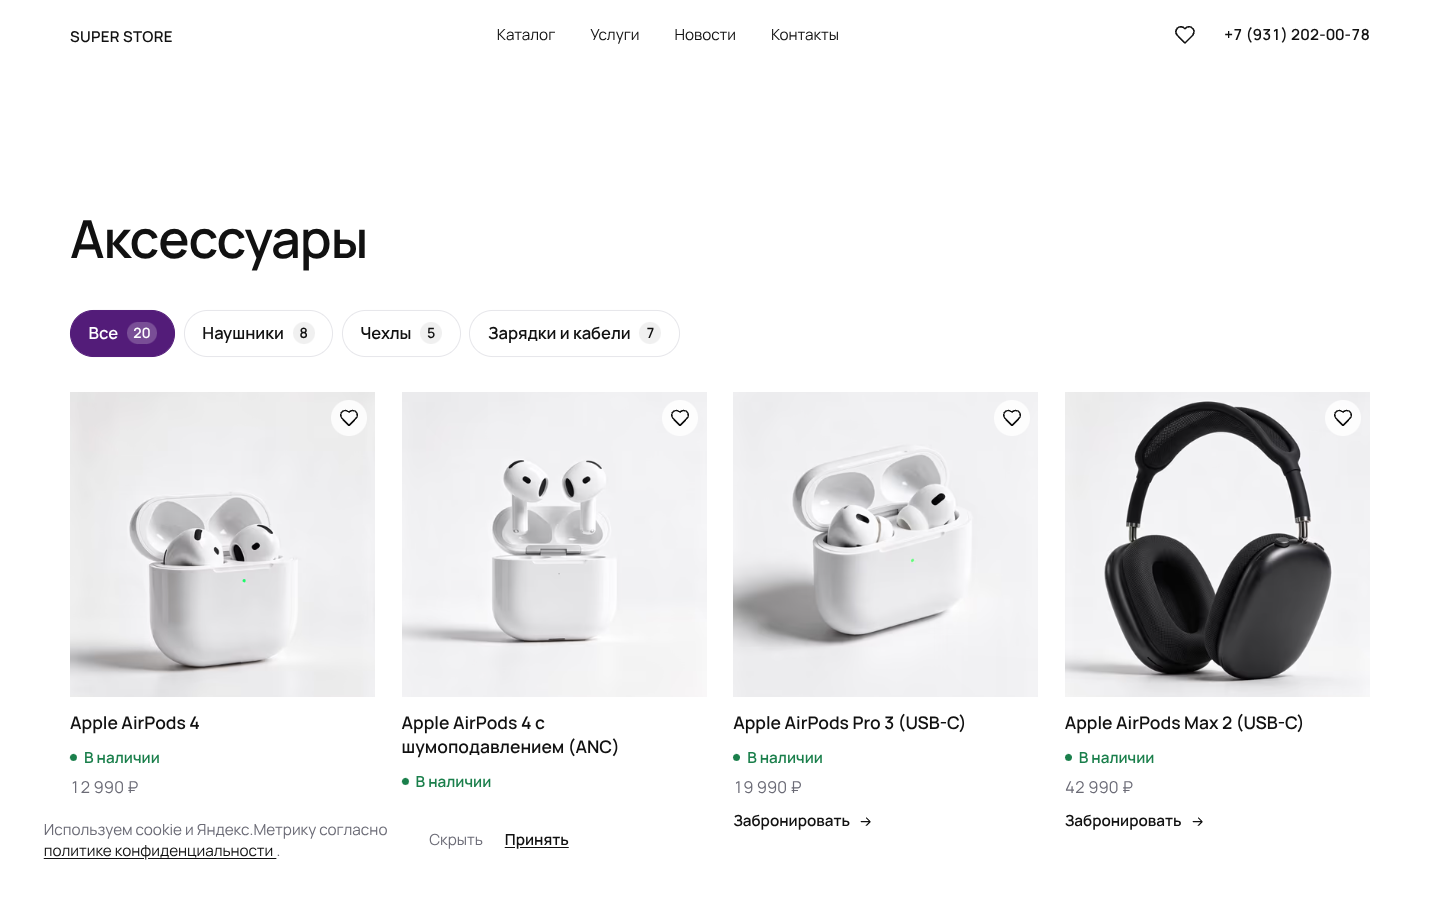 SUPER STORE
Каталог
Услуги
Новости
Контакты
+7 (931) 202-00-78
Аксессуары
Все 20
Наушники 8
Чехлы 5
Зарядки и кабели 7
Apple AirPods 4
В наличии
12 990 ₽
Apple AirPods 4 с
шумоподавлением (ANC)
В наличии
Apple AirPods Pro 3 (USB-C)
В наличии
19 990 ₽
Забронировать →
Apple AirPods Max 2 (USB-C)
В наличии
42 990 ₽
Забронировать →
Используем cookie и Яндекс.Метрику согласно
политике конфиденциальности .
Скрыть
Принять